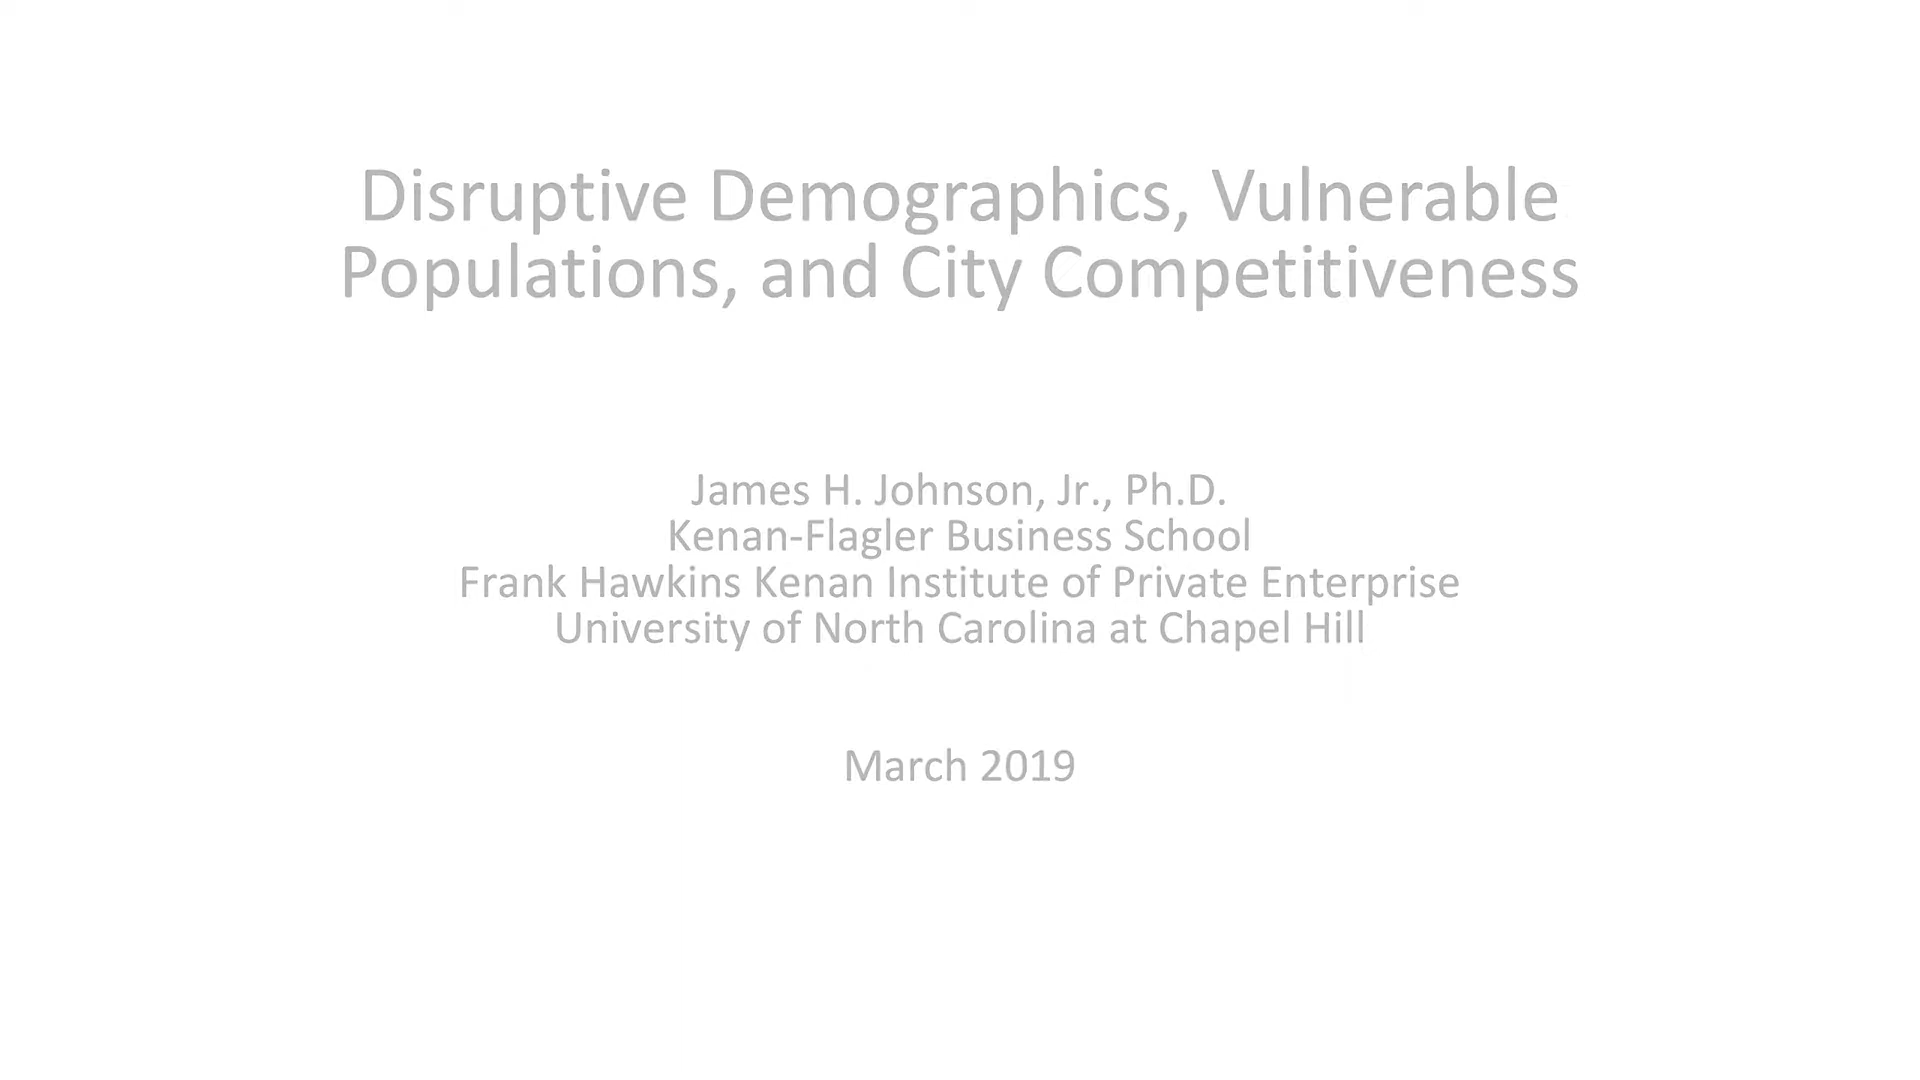 Disruptive Demographics, Vulnerable
Populations, and City Competitiveness
James H. Johnson, Jr., Ph.D.
Kenan-Flagler Business School
Frank Hawkins Kenan Institute of Private Enterprise
University of North Carolina at Chapel Hill
March 2019